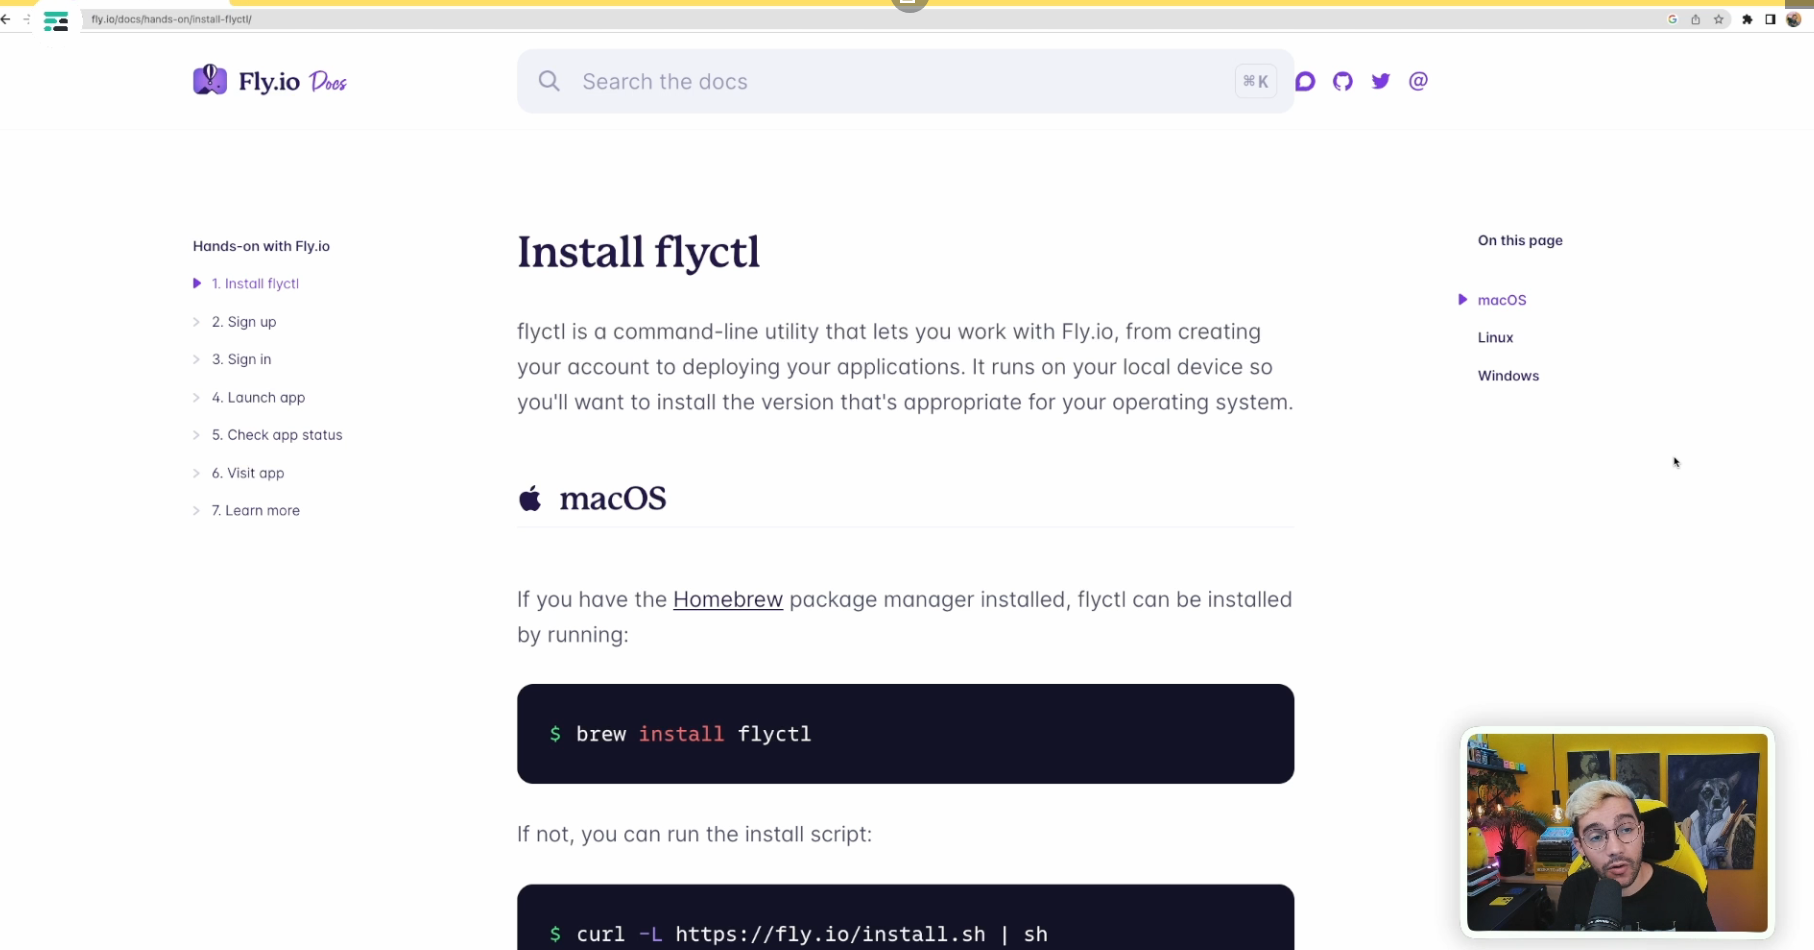 fly.io/docs/hands-on/install-flyctl/
Fly.io Docs
Search the docs
⌘K
Hands-on with Fly.io
1. Install flyctl
2. Sign up
3. Sign in
4. Launch app
5. Check app status
6. Visit app
7. Learn more
Install flyctl
flyctl is a command-line utility that lets you work with Fly.io, from creating
your account to deploying your applications. It runs on your local device so
you'll want to install the version that's appropriate for your operating system.
macOS
If you have the Homebrew package manager installed, flyctl can be installed
by running:
$ brew install flyctl
If not, you can run the install script:
$ curl -L https://fly.io/install.sh | sh
On this page
macOS
Linux
Windows